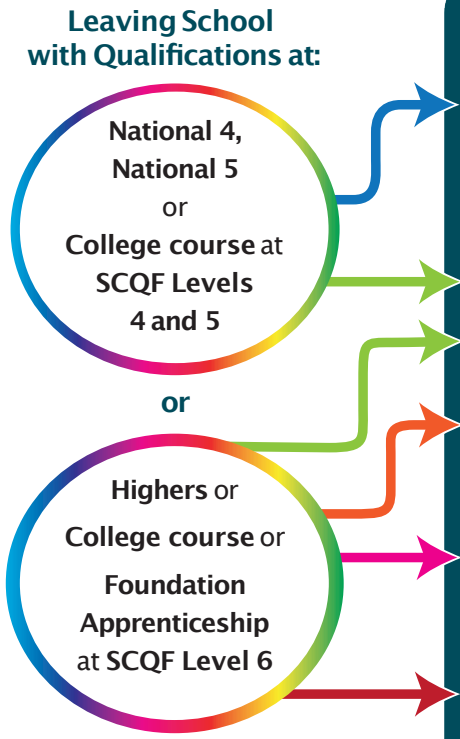 Leaving School
with Qualifications at:
National 4,
National 5
or
College course at
SCQF Levels
4 and 5
or
Highers or
College course or
Foundation
Apprenticeship
at SCQF Level 6